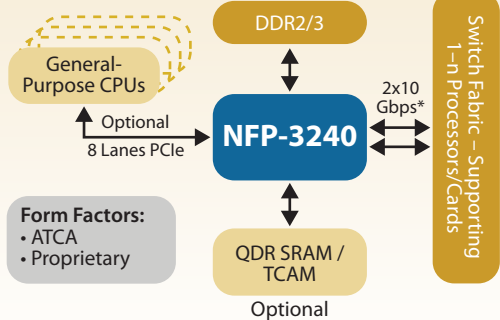 DDR2/3
General-
Purpose CPUs
Optional
8 Lanes PCIe
NFP-3240
2x10
Gbps*
Switch Fabric – Supporting
1–n Processors/Cards
Form Factors:
• ATCA
• Proprietary
QDR SRAM /
TCAM
Optional